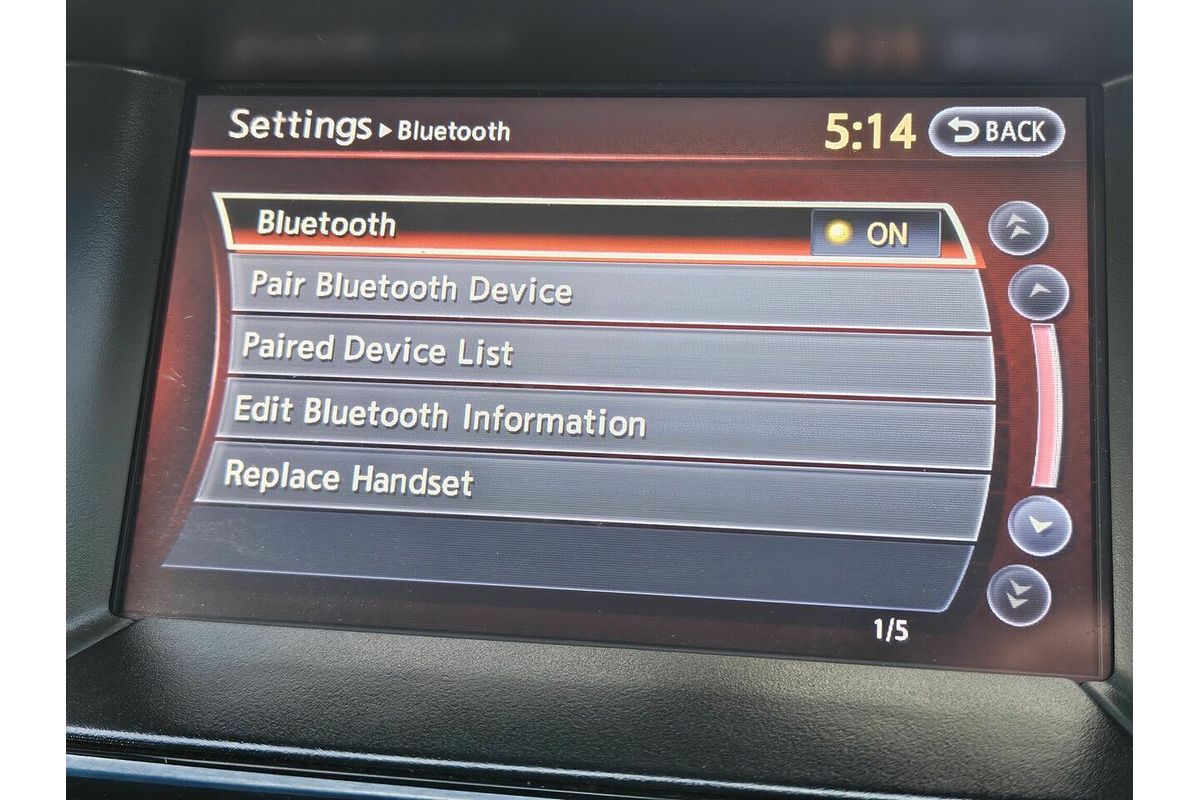 Settings ▶ Bluetooth 5:14 BACK
Bluetooth ON
Pair Bluetooth Device
Paired Device List
Edit Bluetooth Information
Replace Handset
1/5